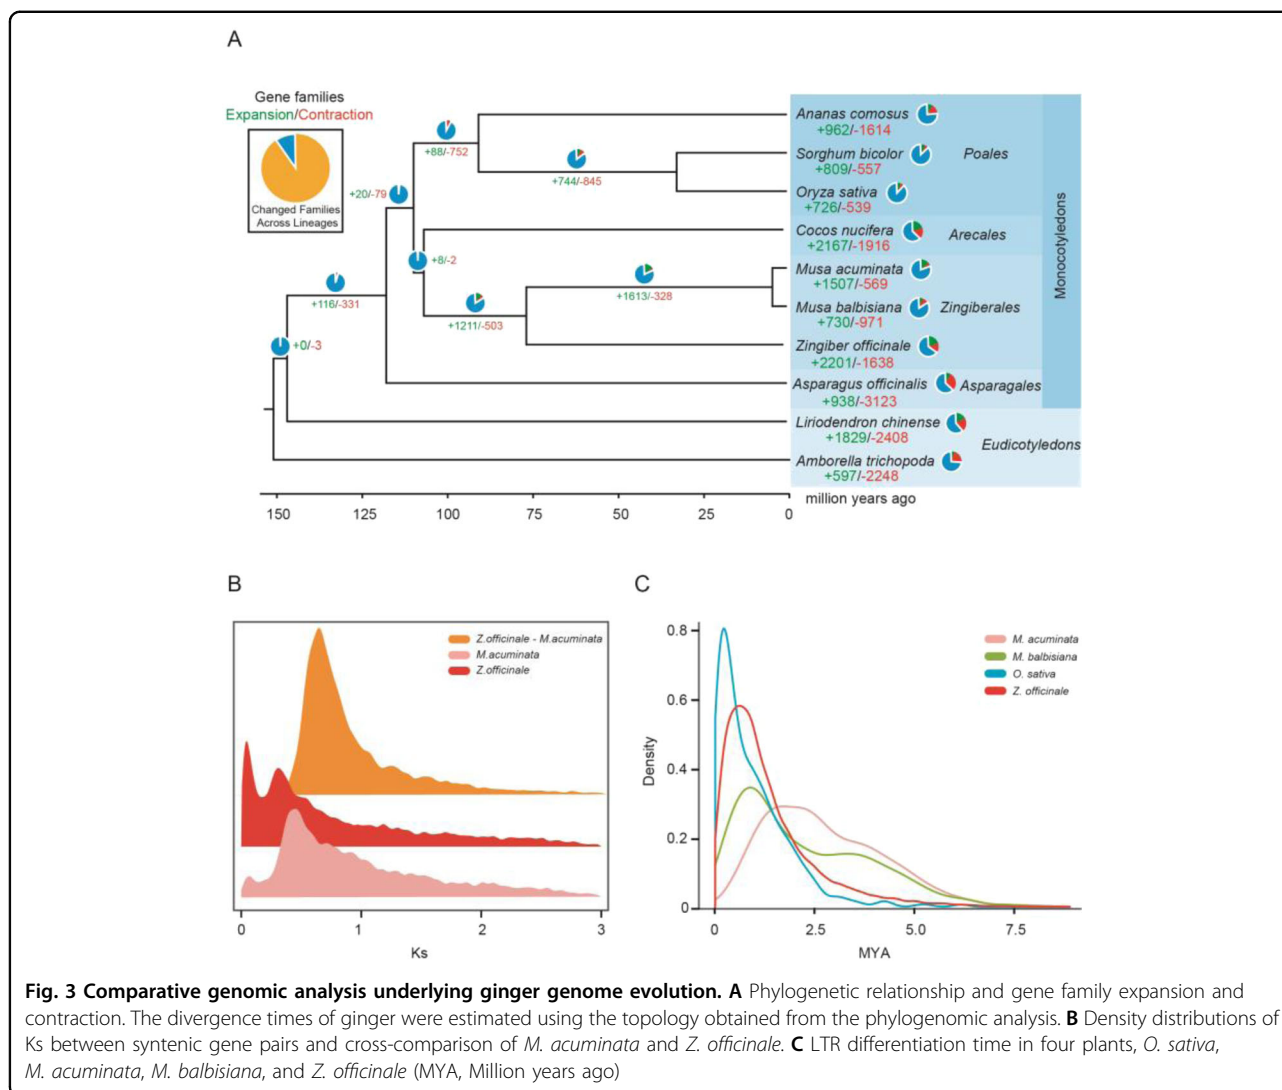 A
Gene families
Expansion/Contraction
Changed Families
Across Lineages
+0/-3
+116/-331
+20/-79
+88/-752
+744/-845
+8/-2
+1211/-503
+1613/-328
Ananas comosus
+962/-1614
Sorghum bicolor
+809/-557
Poales
Oryza sativa
+726/-539
Cocos nucifera
+2167/-1916
Arecales
Musa acuminata
+1507/-569
Musa balbisiana
+730/-971
Zingiberales
Zingiber officinale
+2201/-1638
Asparagus officinalis
+938/-3123
Asparagales
Monocotyledons
Liriodendron chinense
+1829/-2408
Eudicotyledons
Amborella trichopoda
+597/-2248
150 125 100 75 50 25 0
million years ago
B
Z.officinale - M.acuminata
M.acuminata
Z.officinale
0 1 2 3
Ks
C
0.8
0.6
0.4
0.2
0
Density
M. acuminata
M. balbisiana
O. sativa
Z. officinale
0 2.5 5.0 7.5
MYA
Fig. 3 Comparative genomic analysis underlying ginger genome evolution. A Phylogenetic relationship and gene family expansion and
contraction. The divergence times of ginger were estimated using the topology obtained from the phylogenomic analysis. B Density distributions of
Ks between syntenic gene pairs and cross-comparison of M. acuminata and Z. officinale. C LTR differentiation time in four plants, O. sativa,
M. acuminata, M. balbisiana, and Z. officinale (MYA, Million years ago)